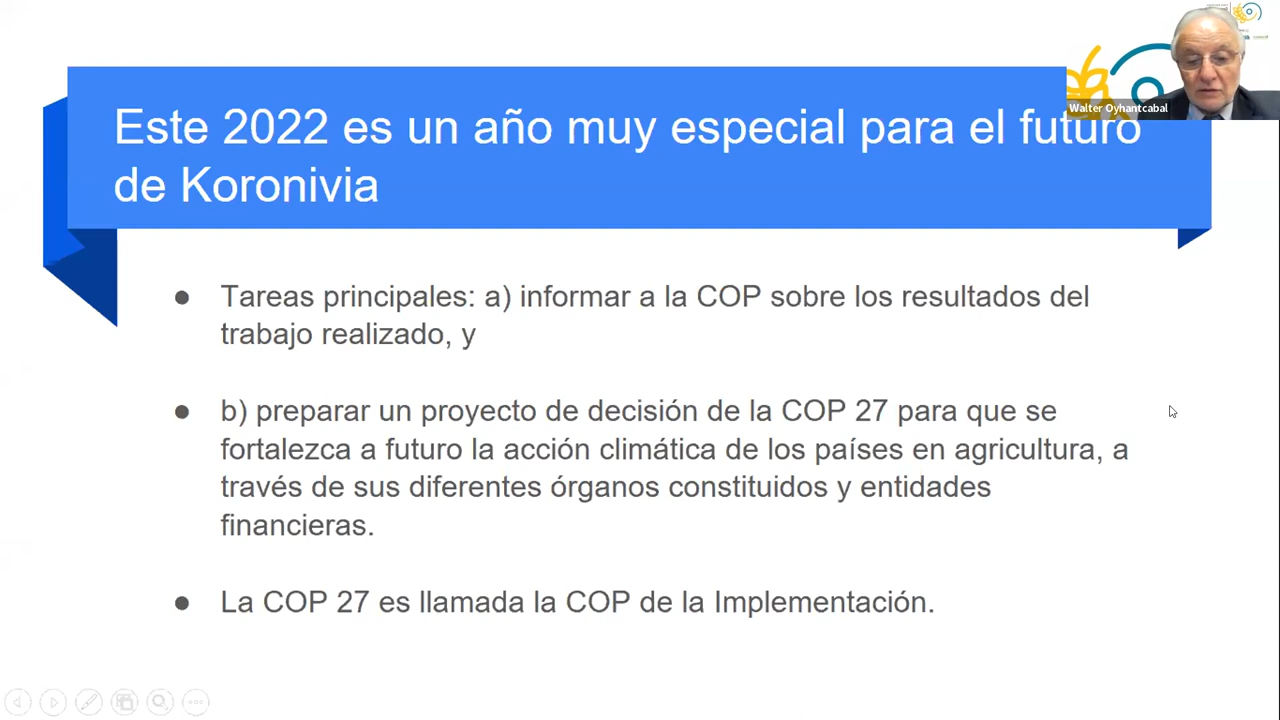 Walter Oyhantcabal
Este 2022 es un año muy especial para el futuro
de Koronivia
● Tareas principales: a) informar a la COP sobre los resultados del
trabajo realizado, y
● b) preparar un proyecto de decisión de la COP 27 para que se
fortalezca a futuro la acción climática de los países en agricultura, a
través de sus diferentes órganos constituidos y entidades
financieras.
● La COP 27 es llamada la COP de la Implementación.